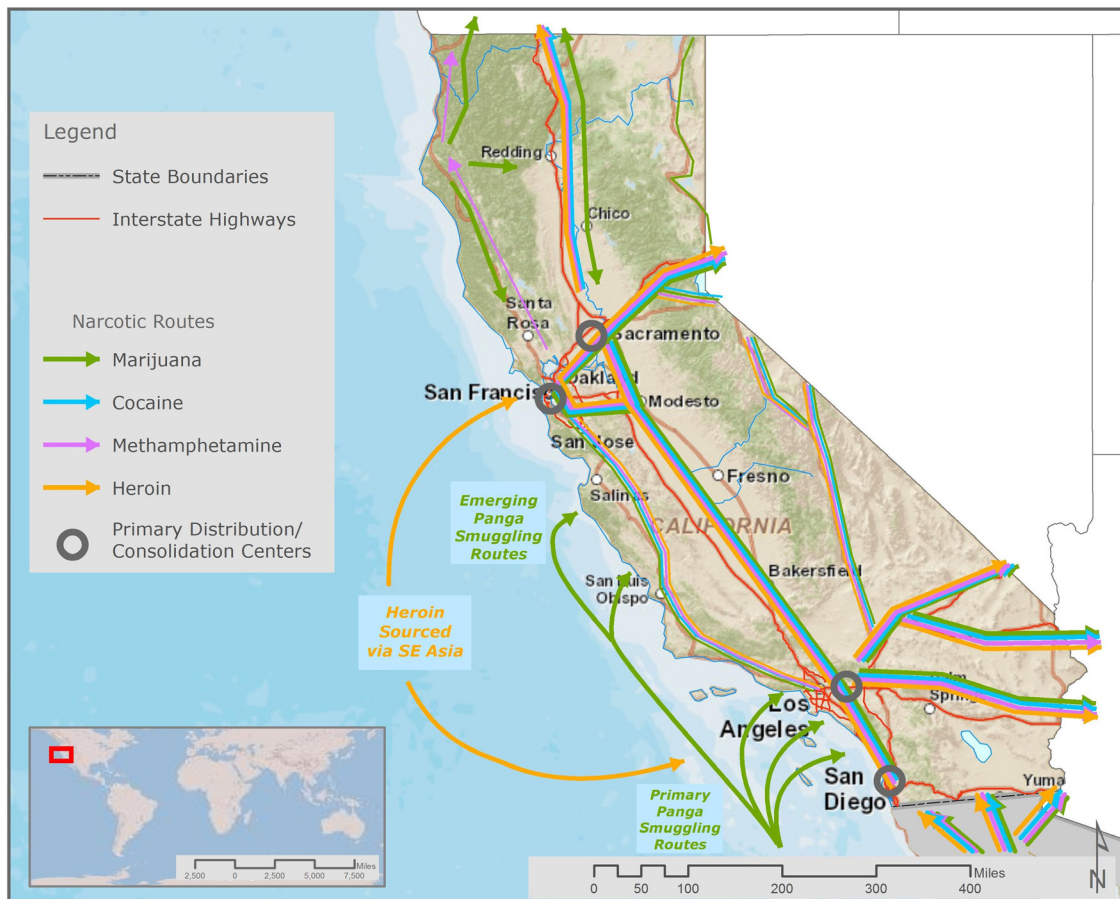 Legend
State Boundaries
Interstate Highways
Narcotic Routes
Marijuana
Cocaine
Methamphetamine
Heroin
Primary Distribution/
Consolidation Centers
Redding
Chico
Santa
Rosa
Sacramento
Oakland
San Francisc
Modesto
San Jose
Salinas
Fresno
CALIFORNIA
Emerging
Panga
Smuggling
Routes
San Luis
Obispo
Bakersfield
Heroin
Sourced
via SE Asia
Los
Angeles
Palm
Spring
San
Diego
Yuma
Primary
Panga
Smuggling
Routes
2,500 0 2,500 5,000 7,500
Miles
0 50 100 200 300 400
Miles
N